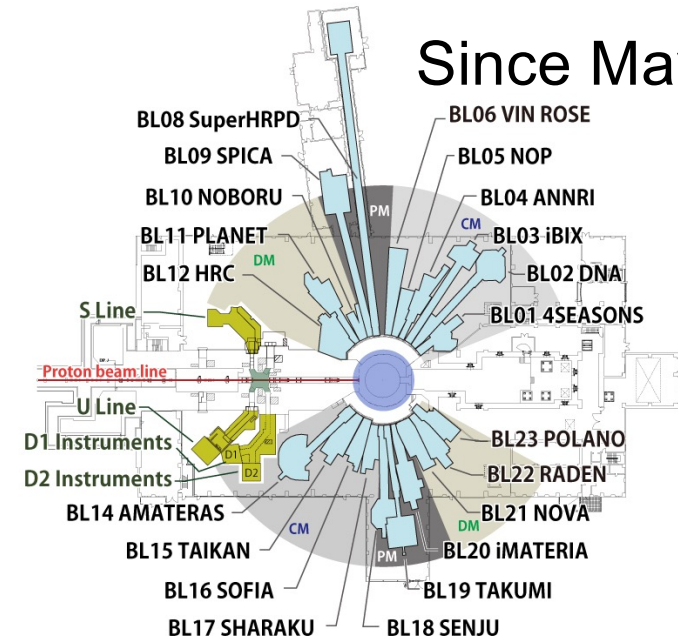 Since Ma
BL08 SuperHRPD
BL06 VIN ROSE
BL09 SPICA
BL05 NOP
BL10 NOBORU
BL04 ANNRI
PM
CM
BL11 PLANET
BL03 iBIX
DM
BL12 HRC
BL02 DNA
S Line
BL01 4SEASONS
Proton beam line
U Line
D1 Instruments
D1
BL23 POLANO
D2 Instruments
D2
BL22 RADEN
BL14 AMATERAS
BL21 NOVA
CM
DM
BL15 TAIKAN
PM
BL20 iMATERIA
BL16 SOFIA
BL19 TAKUMI
BL17 SHARAKU
BL18 SENJU